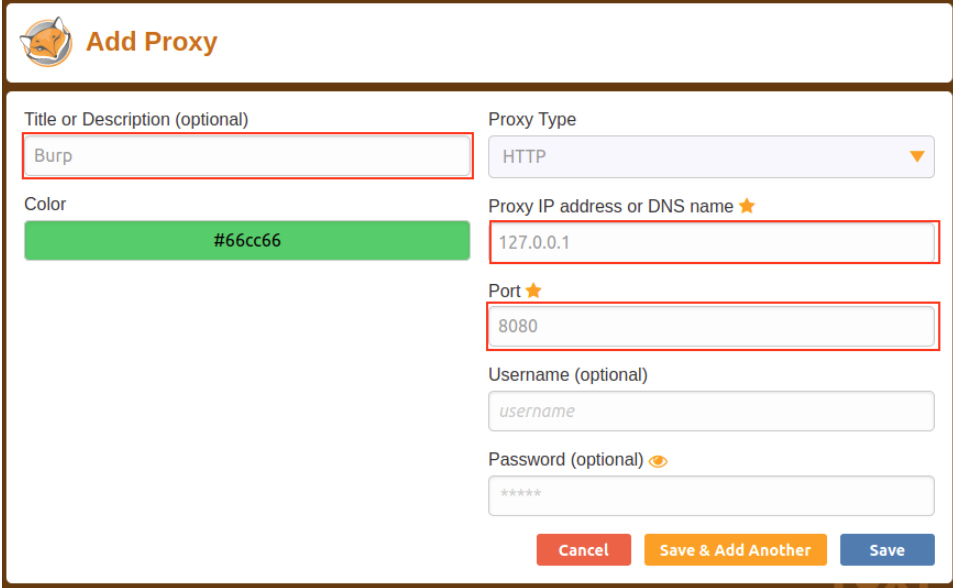 Add Proxy
Title or Description (optional)
Burp
Color
#66cc66
Proxy Type
HTTP
Proxy IP address or DNS name
127.0.0.1
Port
8080
Username (optional)
username
Password (optional)
*****
Cancel
Save & Add Another
Save